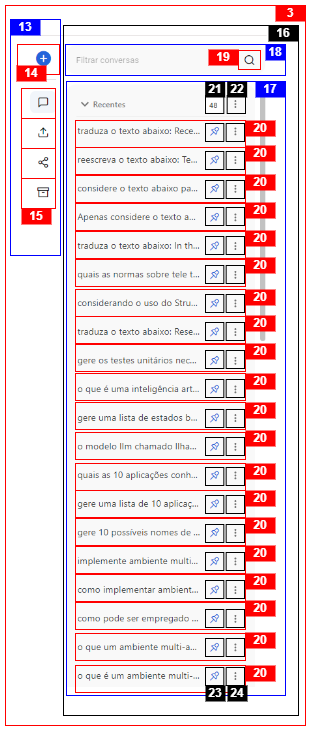 3
13
16
18
Filtrar conversas
19
14
21
22
17
Recentes
48
traduza o texto abaixo: Rece...
20
reescreva o texto abaixo: Te...
20
considere o texto abaixo pa...
20
Apenas considere o texto a...
20
15
traduza o texto abaixo: In th...
20
quais as normas sobre tele t...
20
considerando o uso do Stru...
20
traduza o texto abaixo: Rese...
20
gere os testes unitários nec...
20
o que é uma inteligência art...
20
gere uma lista de estados b...
20
o modelo llm chamado Ilha...
20
quais as 10 aplicações conh...
20
gere uma lista de 10 aplicaç...
20
gere 10 possíveis nomes de ...
20
implemente ambiente multi...
20
como implementar ambient...
20
como pode ser empregado ...
20
o que um ambiente multi-a...
20
o que é um ambiente multi-...
20
23
24